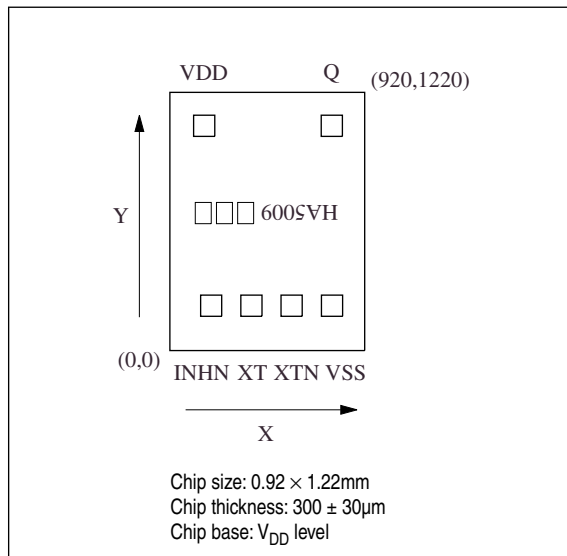 VDD Q (920,1220)
Y
HA5009
(0,0)
INHN XT XTN VSS
X
Chip size: 0.92 × 1.22mm
Chip thickness: 300 ± 30µm
Chip base: V_DD level